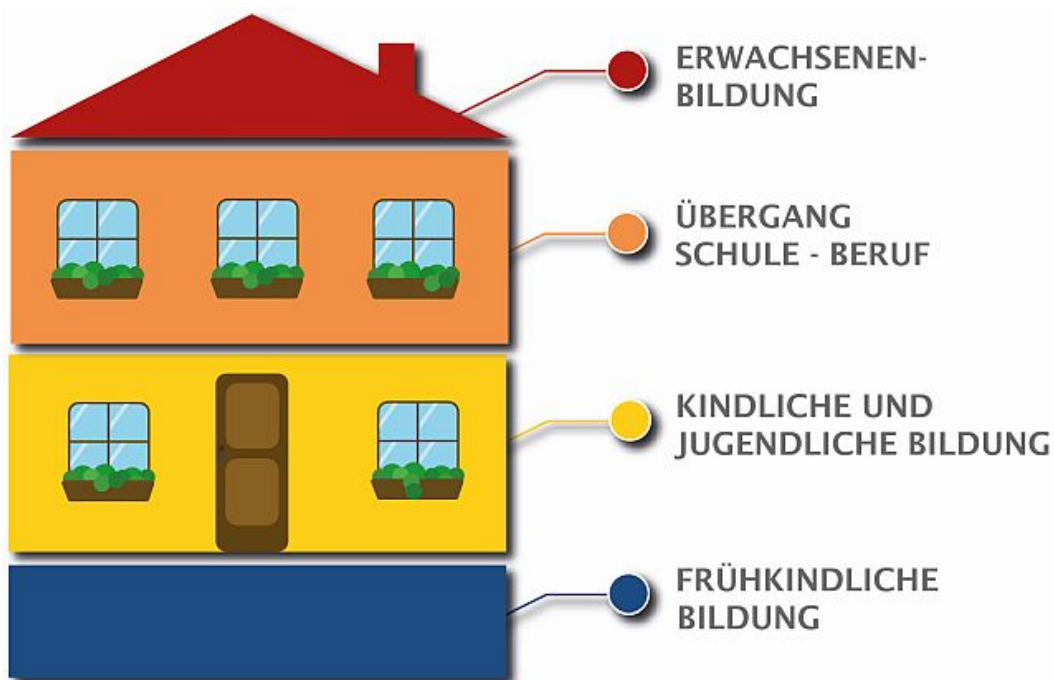 ERWACHSENEN-
BILDUNG
ÜBERGANG
SCHULE - BERUF
KINDLICHE UND
JUGENDLICHE BILDUNG
FRÜHKINDLICHE
BILDUNG